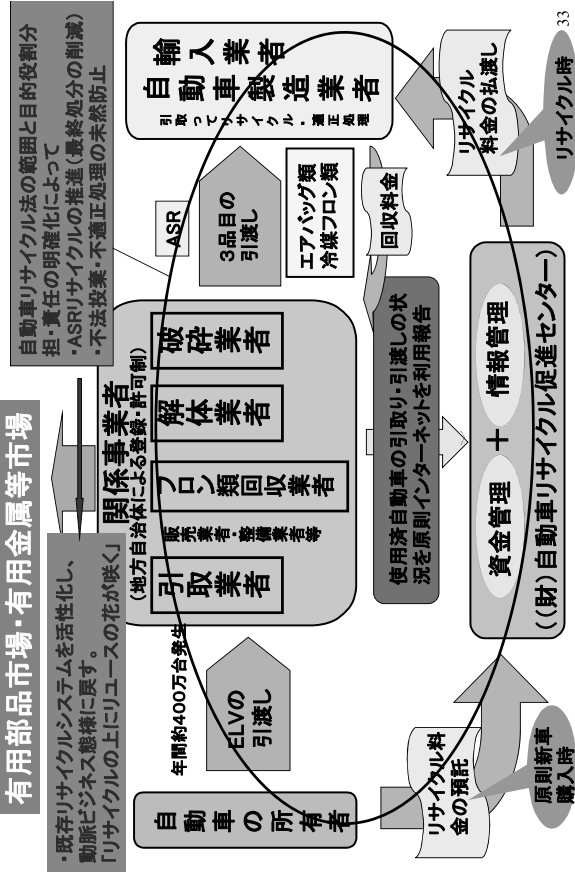 有用部品市場・有用金属等市場
・既存リサイクルシステムを活性化し、
動脈ビジネス態様に戻す。
「リサイクルの上にリユースの花が咲く」
自動車リサイクル法の範囲と目的役割分
担・責任の明確化によって
・ASRリサイクルの推進(最終処分の削減)
・不法投棄・不適正処理の未然防止
関係事業者
(地方自治体による登録・許可制)
年間約400万台発生
自動車の所有者
ELVの
引渡し
引取業者
販売業者・整備業者等
フロン類回収業者
解体業者
破砕業者
ASR
3品目の
引渡し
エアバッグ類
冷媒フロン類
輸入業者
自動車製造業者
引取ってリサイクル・適正処理
回収料金
使用済自動車の引取り・引渡しの状
況を原則インターネットを利用報告
リサイクル料
金の預託
原則新車
購入時
資金管理
+
情報管理
((財)自動車リサイクル促進センター)
リサイクル
料金の払渡し
リサイクル時
33